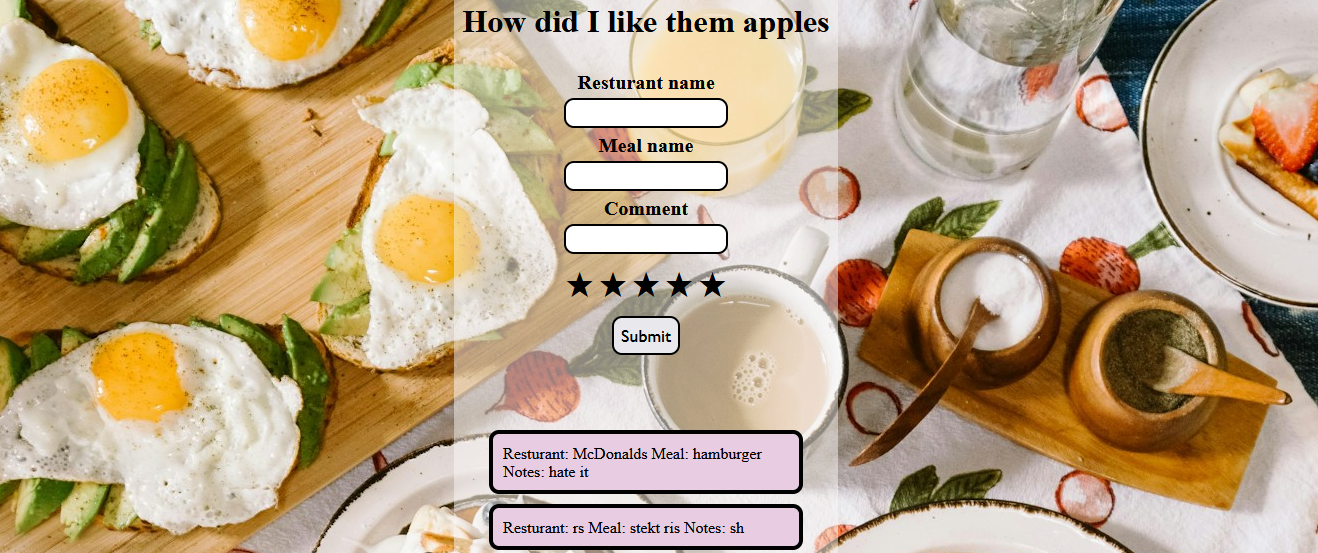 How did I like them apples
Resturant name
Meal name
Comment
Submit
Resturant: McDonalds Meal: hamburger
Notes: hate it
Resturant: rs Meal: stekt ris Notes: sh